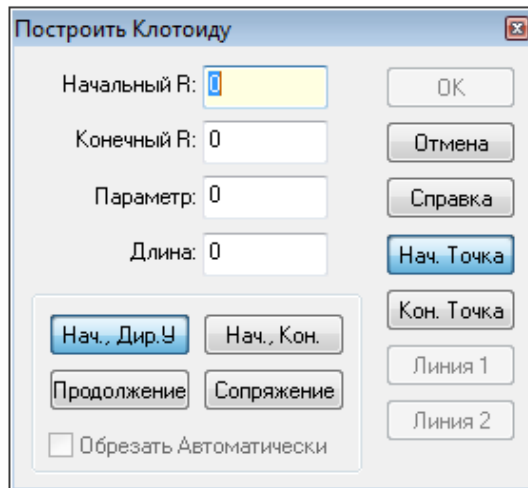 Построить Клотоиду
Начальный R: 0
OK
Конечный R: 0
Отмена
Параметр: 0
Справка
Длина: 0
Нач. Точка
Кон. Точка
Нач., Дир.У
Нач., Кон.
Линия 1
Продолжение
Сопряжение
Линия 2
Обрезать Автоматически